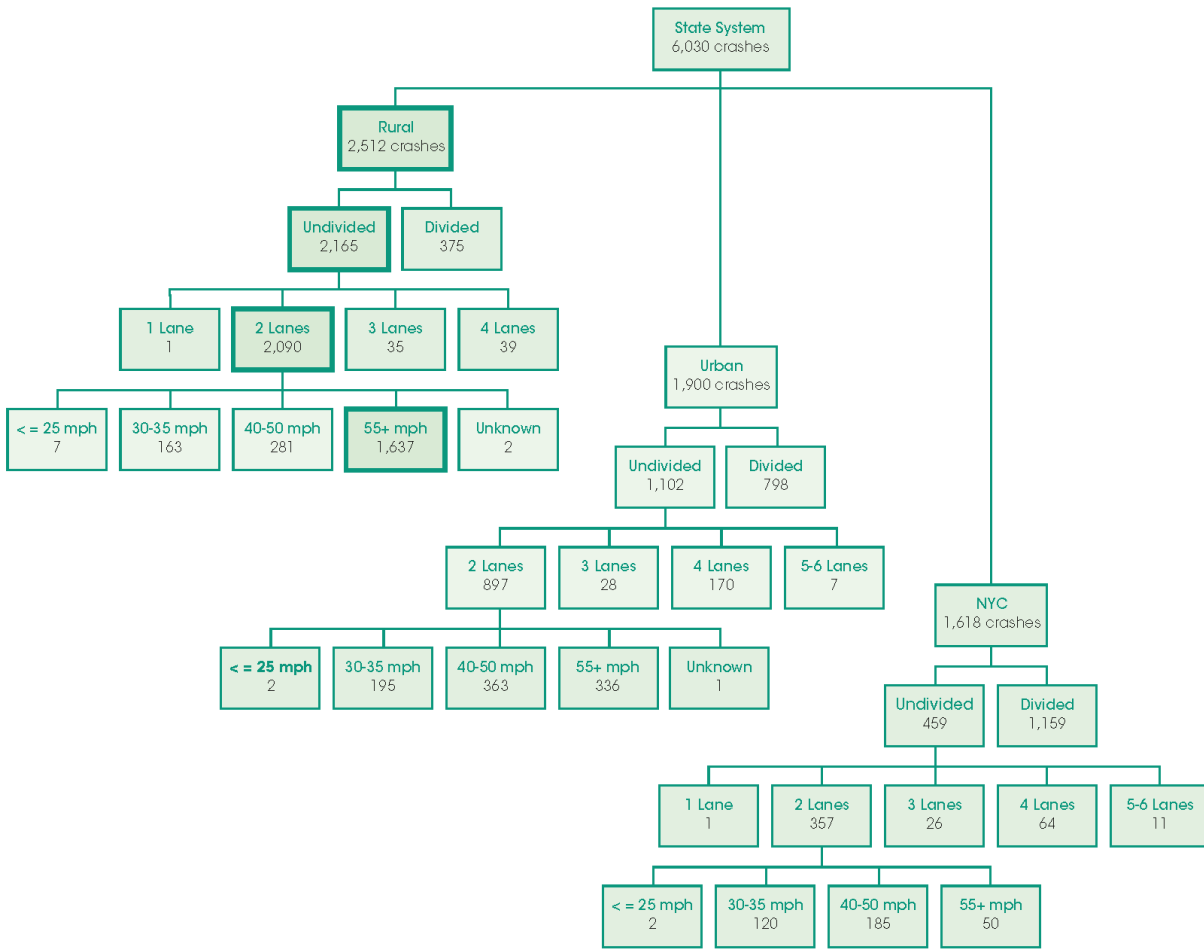 State System
6,030 crashes
Rural
2,512 crashes
Undivided
2,165
Divided
375
1 Lane
1
2 Lanes
2,090
3 Lanes
35
4 Lanes
39
< = 25 mph
7
30-35 mph
163
40-50 mph
281
55+ mph
1,637
Unknown
2
Urban
1,900 crashes
Undivided
1,102
Divided
798
2 Lanes
897
3 Lanes
28
4 Lanes
170
5-6 Lanes
7
< = 25 mph
2
30-35 mph
195
40-50 mph
363
55+ mph
336
Unknown
1
NYC
1,618 crashes
Undivided
459
Divided
1,159
1 Lane
1
2 Lanes
357
3 Lanes
26
4 Lanes
64
5-6 Lanes
11
< = 25 mph
2
30-35 mph
120
40-50 mph
185
55+ mph
50